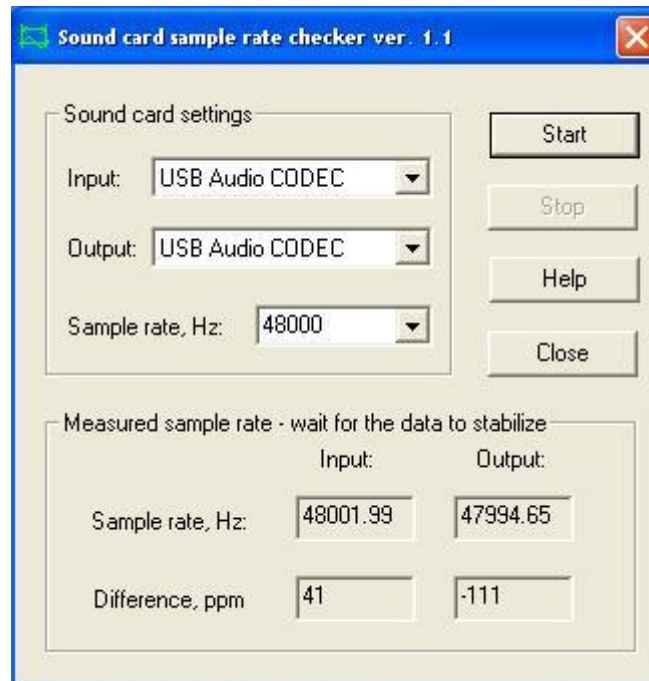 Sound card sample rate checker ver. 1.1
Sound card settings
Input: USB Audio CODEC
Output: USB Audio CODEC
Sample rate, Hz: 48000
Start
Stop
Help
Close
Measured sample rate - wait for the data to stabilize
Input: Output:
Sample rate, Hz: 48001.99 47994.65
Difference, ppm 41 -111